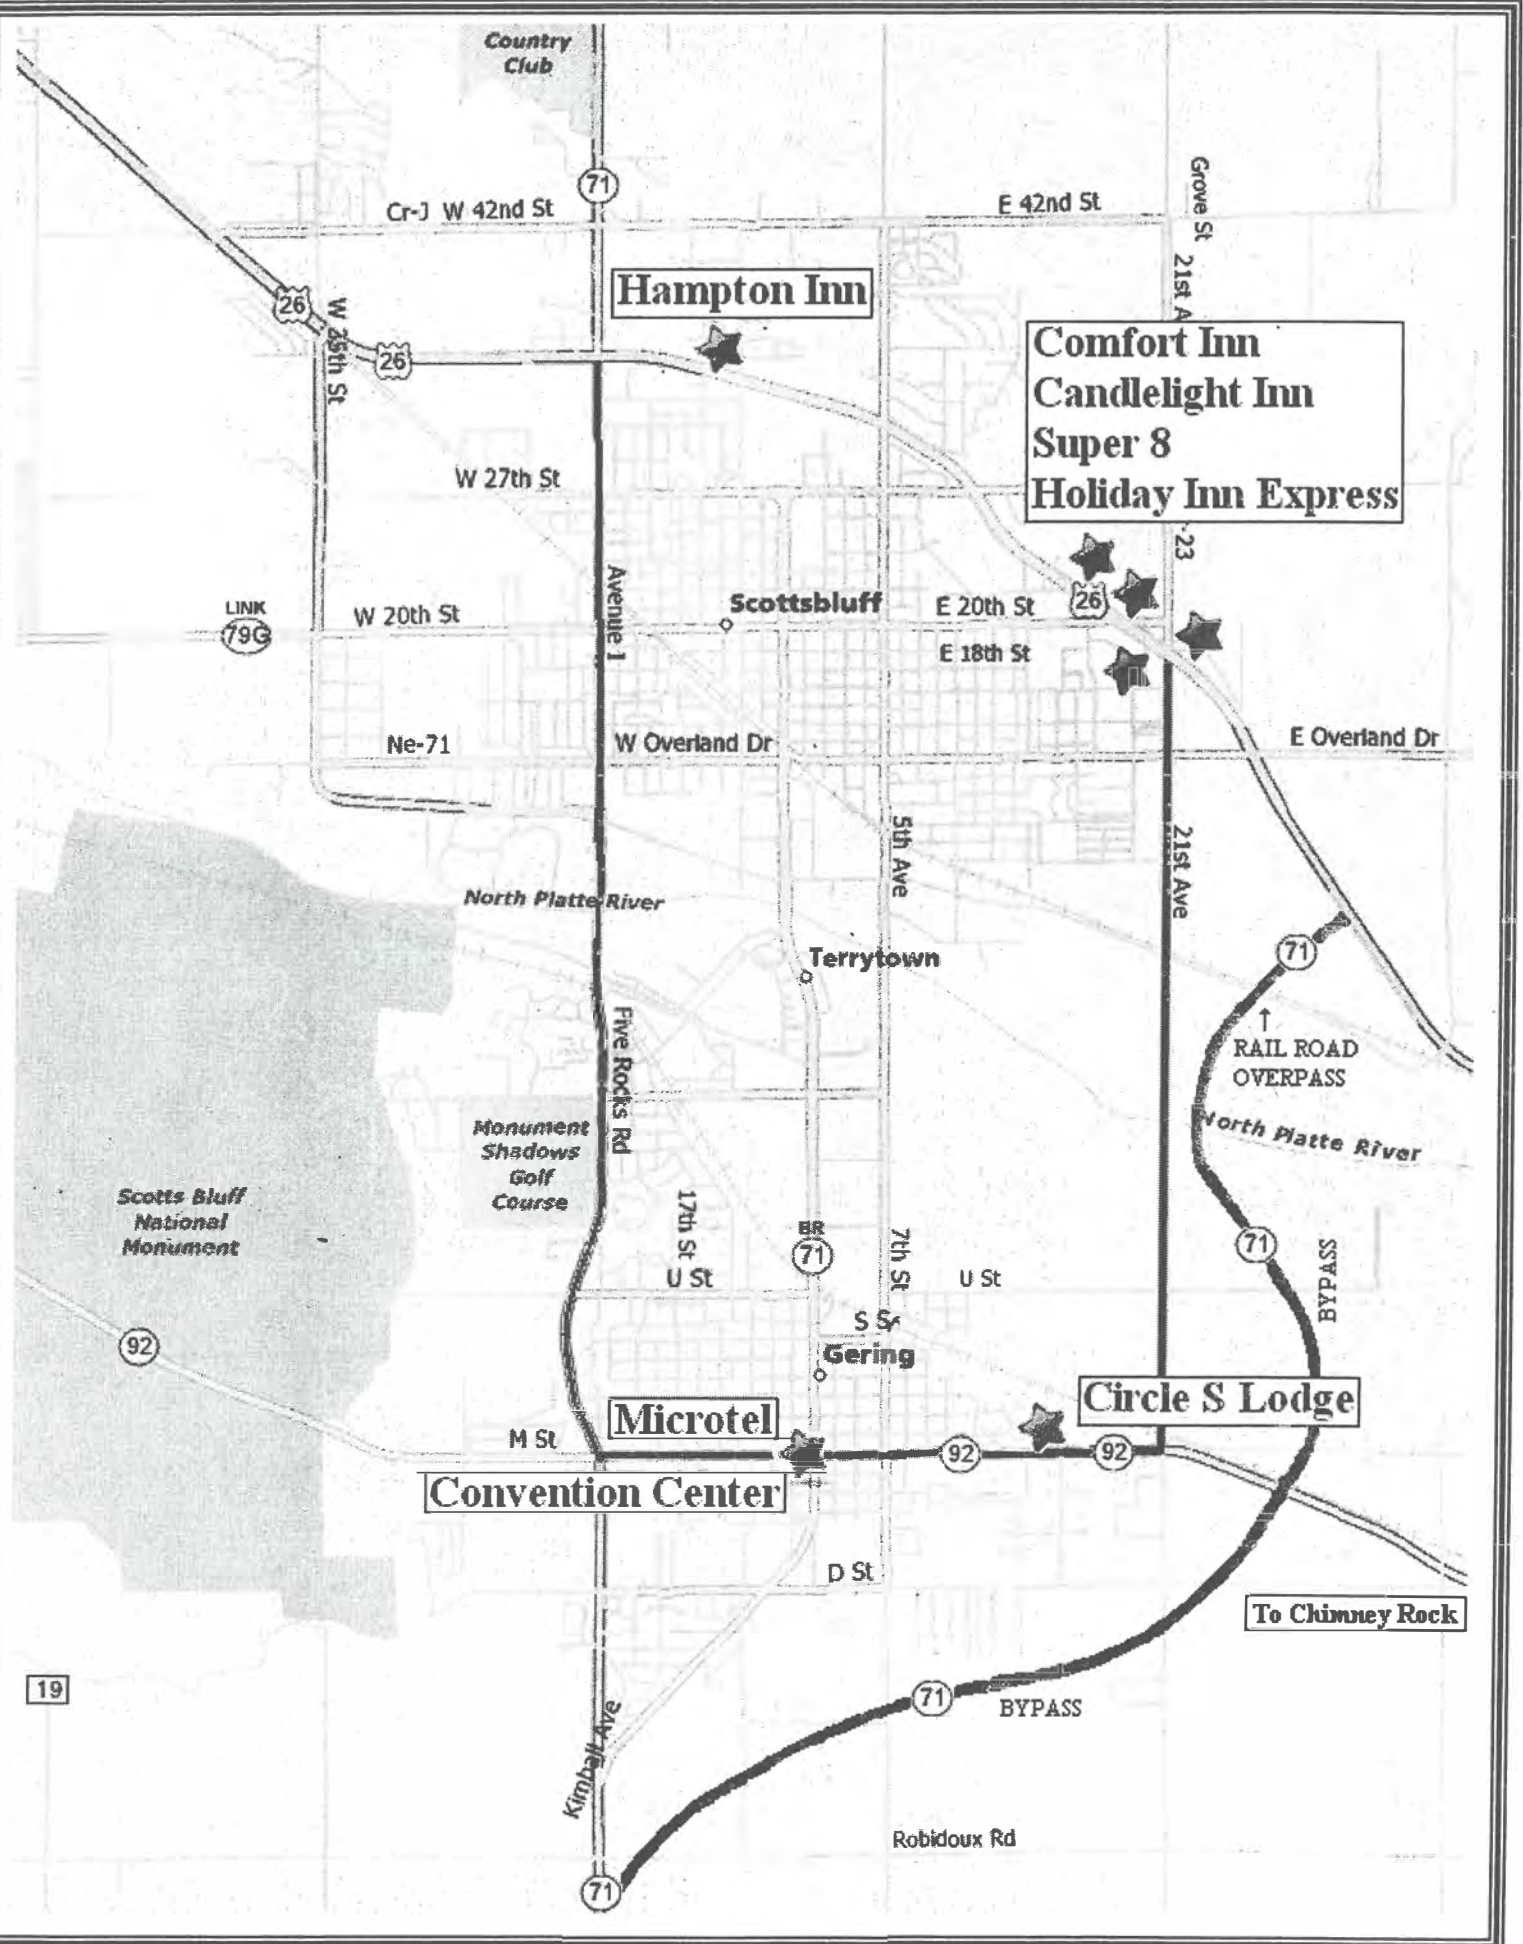 Country
Club
71
Cr-J W 42nd St
E 42nd St
Grove St
21st A
Hampton Inn
26
W 35th St
26
Comfort Inn
Candlelight Inn
Super 8
Holiday Inn Express
W 27th St
-23
Avenue I
LINK
79G
W 20th St
Scottsbluff
E 20th St
26
E 18th St
Ne-71
W Overland Dr
E Overland Dr
5th Ave
21st Ave
North Platte River
Terrytown
71
Five Rocks Rd
RAIL ROAD
OVERPASS
Monument
Shadows
Golf
Course
North Platte River
Scotts Bluff
National
Monument
17th St
BR
71
7th St
71
BYPASS
U St
U St
S St
Gering
92
Circle S Lodge
Microtel
M St
92
92
Convention Center
D St
To Chimney Rock
19
71
BYPASS
Kimball Ave
Robidoux Rd
71